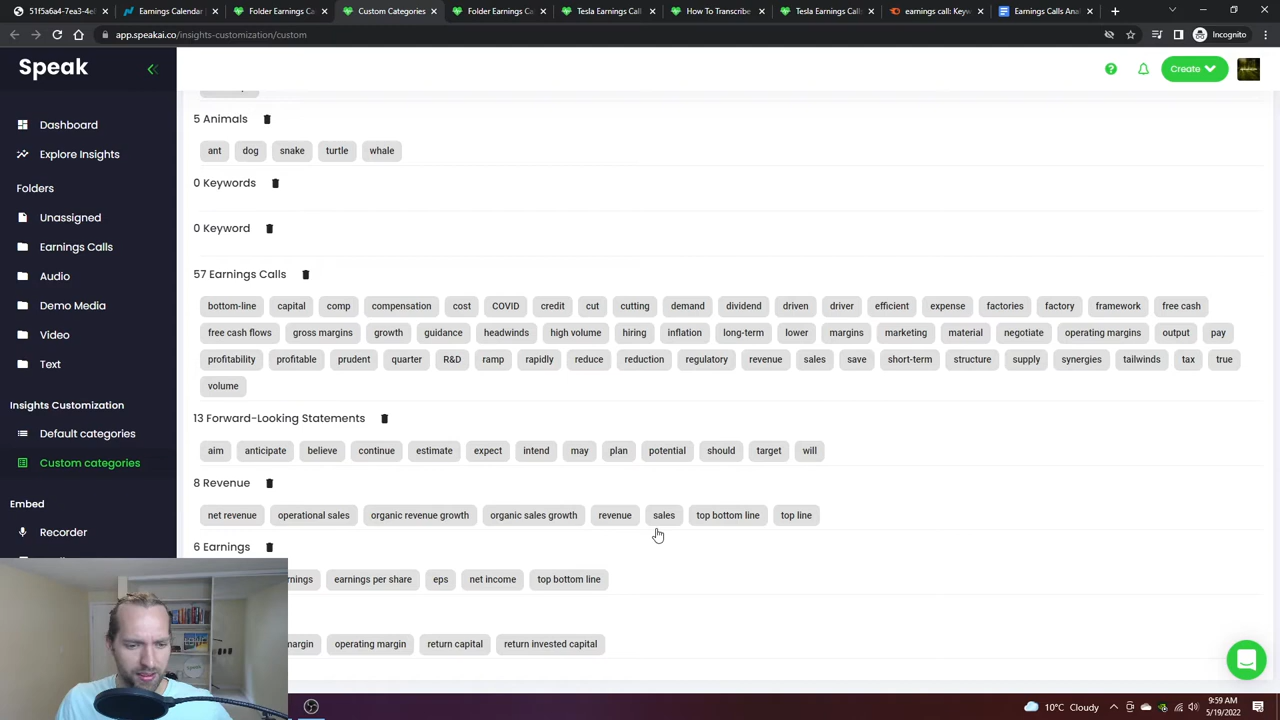 515a6a4-7ed7-
Evening Calendar
Folder Earnings C
Custom Categories
Folder Earning Ca
Tesla Earnings Call
How To Transcribe
Tesla Earnings Call
earnings call: Key
Earnings Calls Ana
app.speakai.co/insights-customization/custom
Incognito
Speak
Create
Dashboard
Explore Insights
Folders
Unassigned
Earnings Calls
Audio
Demo Media
Video
Text
Insights Customization
Default categories
Custom categories
Embed
Recorder
5 Animals
ant dog snake turtle whale
0 Keywords
0 Keyword
57 Earnings Calls
bottom-line capital comp compensation cost COVID credit cut cutting demand dividend driven driver efficient expense factories factory framework free cash
free cash flows gross margins growth guidance headwinds high volume hiring inflation long-term lower margins marketing material negotiate operating margins output pay
profitability profitable prudent quarter R&D ramp rapidly reduce reduction regulatory revenue sales save short-term structure supply synergies tailwinds tax true
volume
13 Forward-Looking Statements
aim anticipate believe continue estimate expect intend may plan potential should target will
8 Revenue
net revenue operational sales organic revenue growth organic sales growth revenue sales top bottom line top line
6 Earnings
rnings earnings per share eps net income top bottom line
margin operating margin return capital return invested capital
10°C Cloudy
9:59 AM
5/19/2022